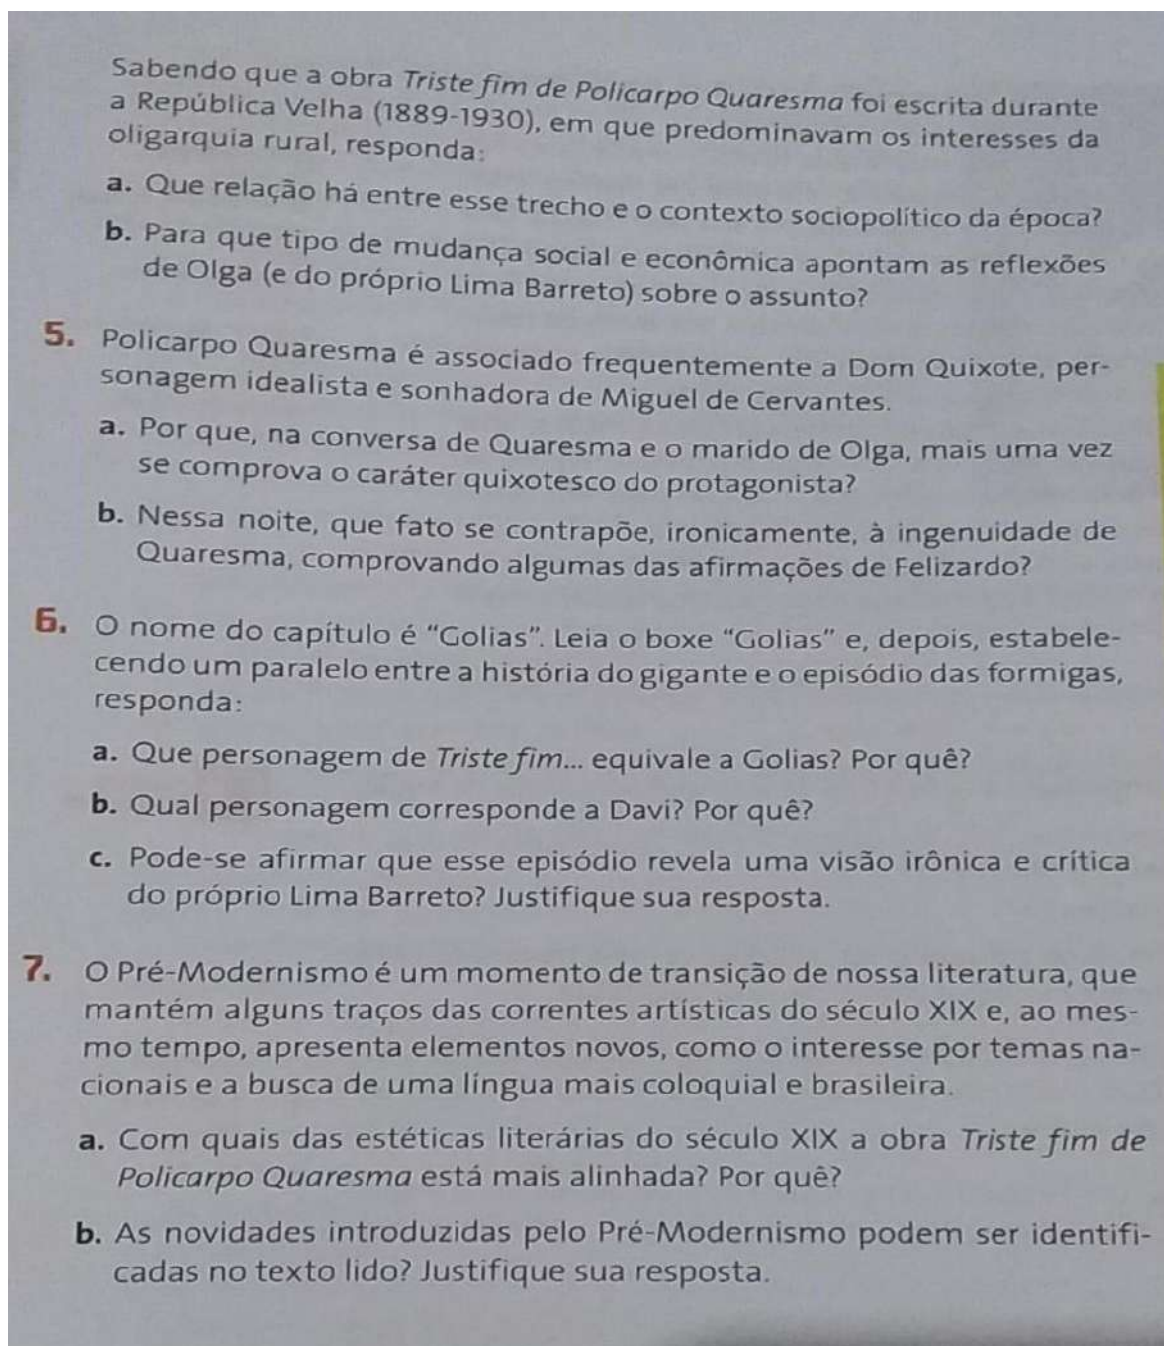 Sabendo que a obra Triste fim de Policarpo Quaresma foi escrita durante
a República Velha (1889-1930), em que predominavam os interesses da
oligarquia rural, responda:
a. Que relação há entre esse trecho e o contexto sociopolítico da época?
b. Para que tipo de mudança social e econômica apontam as reflexões
de Olga (e do próprio Lima Barreto) sobre o assunto?
5. Policarpo Quaresma é associado frequentemente a Dom Quixote, per-
sonagem idealista e sonhadora de Miguel de Cervantes.
a. Por que, na conversa de Quaresma e o marido de Olga, mais uma vez
se comprova o caráter quixotesco do protagonista?
b. Nessa noite, que fato se contrapõe, ironicamente, à ingenuidade de
Quaresma, comprovando algumas das afirmações de Felizardo?
6. O nome do capítulo é “Golias”. Leia o boxe “Golias” e, depois, estabele-
cendo um paralelo entre a história do gigante e o episódio das formigas,
responda:
a. Que personagem de Triste fim... equivale a Golias? Por quê?
b. Qual personagem corresponde a Davi? Por quê?
c. Pode-se afirmar que esse episódio revela uma visão irônica e crítica
do próprio Lima Barreto? Justifique sua resposta.
7. O Pré-Modernismo é um momento de transição de nossa literatura, que
mantém alguns traços das correntes artísticas do século XIX e, ao mes-
mo tempo, apresenta elementos novos, como o interesse por temas na-
cionais e a busca de uma língua mais coloquial e brasileira.
a. Com quais das estéticas literárias do século XIX a obra Triste fim de
Policarpo Quaresma está mais alinhada? Por quê?
b. As novidades introduzidas pelo Pré-Modernismo podem ser identifi-
cadas no texto lido? Justifique sua resposta.